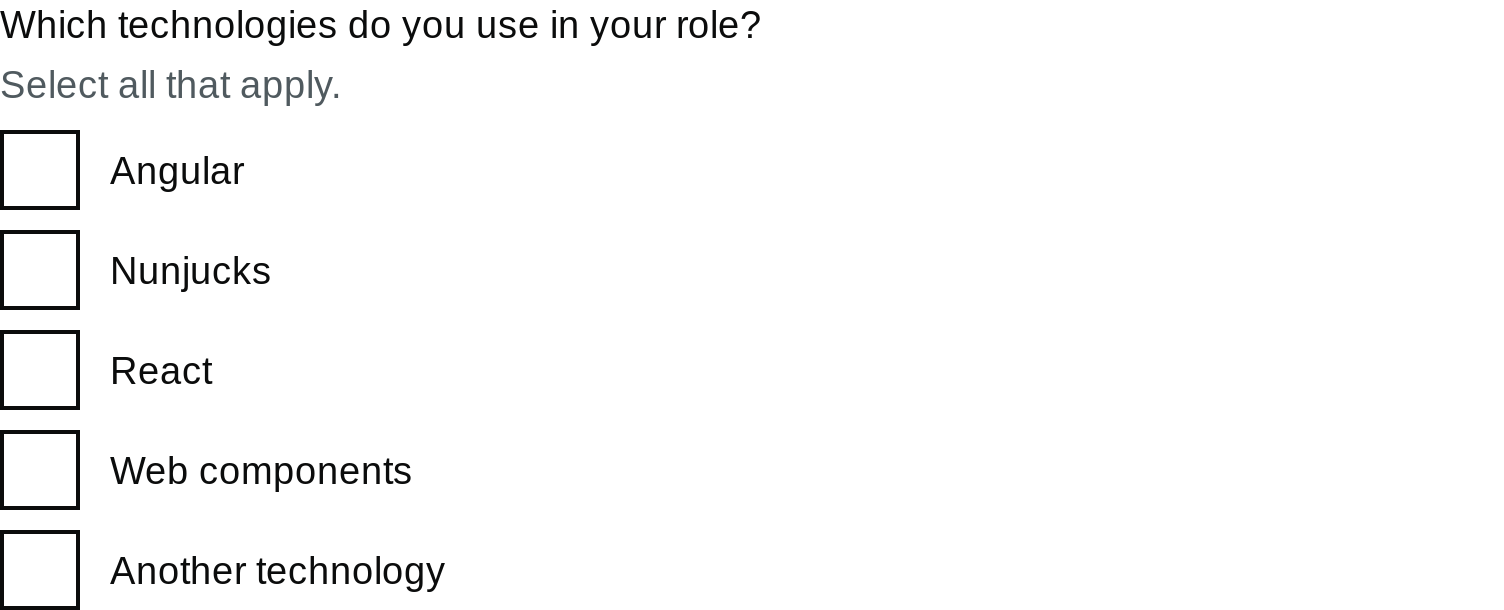 Which technologies do you use in your role?
Select all that apply.
Angular
Nunjucks
React
Web components
Another technology